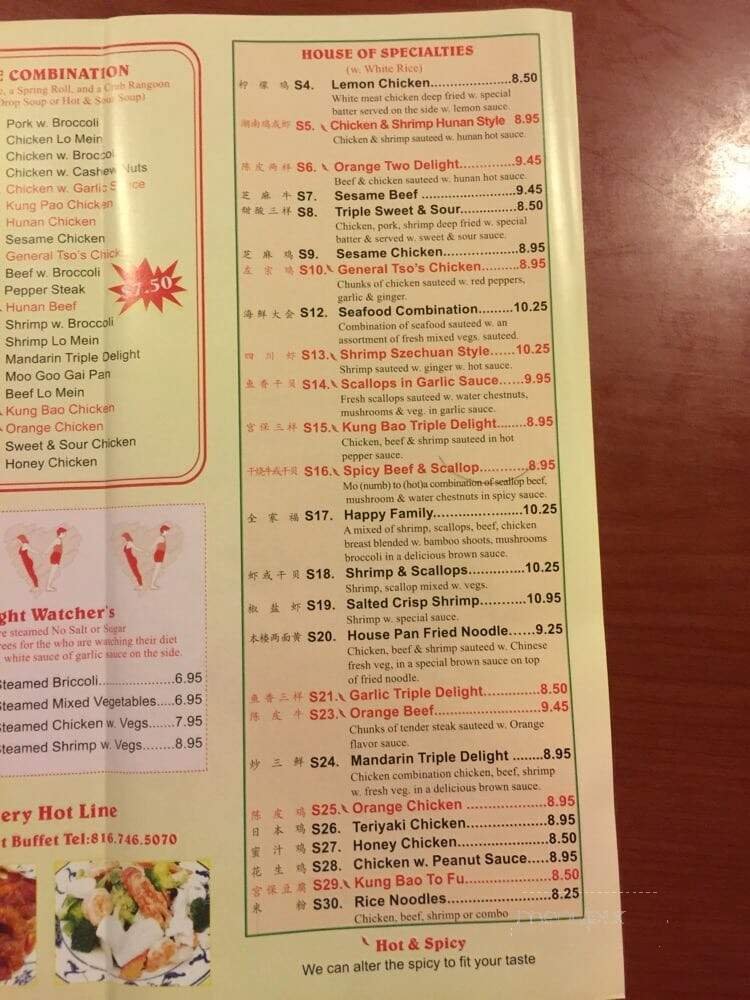 E COMBINATION
e, a Spring Roll, and a Crab Rangoon
Drop Soup or Hot & Sour Soup)
Pork w. Broccoli
Chicken Lo Mein
Chicken w. Broccoli
Chicken w. Cashew Nuts
Chicken w. Garlic Sauce
Kung Pao Chicken
Hunan Chicken
Sesame Chicken
General Tso's Chick
Beef w. Broccoli
Pepper Steak
$7.50
Hunan Beef
Shrimp w. Broccoli
Shrimp Lo Mein
Mandarin Triple Delight
Moo Goo Gai Pan
Beef Lo Mein
Kung Bao Chicken
Orange Chicken
Sweet & Sour Chicken
Honey Chicken
ght Watcher's
re steamed No Salt or Sugar
rees for the who are watching their diet
white sauce of garlic sauce on the side.
Steamed Briccoli..................6.95
Steamed Mixed Vegetables.....6.95
Steamed Chicken w. Vegs......7.95
Steamed Shrimp w. Vegs........8.95
ery Hot Line
t Buffet Tel:816.746.5070
HOUSE OF SPECIALTIES
(w. White Rice)
柠檬鸡 S4. Lemon Chicken.....................8.50
White meat chicken deep fried w. special
batter served on the side w. lemon sauce.
湖南鸡或虾 S5. Chicken & Shrimp Hunan Style 8.95
Chicken & shrimp sauteed w. hunan hot sauce.
陈皮两样 S6. Orange Two Delight..............9.45
Beef & chicken sauteed w. hunan hot sauce.
芝麻牛 S7. Sesame Beef ........................9.45
甜酸三样 S8. Triple Sweet & Sour...............8.50
Chicken, pork, shrimp deep fried w. special
batter & served w. sweet & sour sauce.
芝麻鸡 S9. Sesame Chicken...................8.95
左宗鸡 S10. General Tso's Chicken.........8.95
Chunks of chicken sauteed w. red peppers,
garlic & ginger.
海鲜大会 S12. Seafood Combination.........10.25
Combination of seafood sauteed w. an
assortment of fresh mixed vegs. sauteed.
四川虾 S13. Shrimp Szechuan Style......10.25
Shrimp sauteed w. ginger w. hot sauce.
鱼香干贝 S14. Scallops in Garlic Sauce......9.95
Fresh scallops sauteed w. water chestnuts,
mushrooms & veg. in garlic sauce.
宫保三样 S15. Kung Bao Triple Delight.......8.95
Chicken, beef & shrimp sauteed in hot
pepper sauce.
干烧牛或干贝 S16. Spicy Beef & Scallop............8.95
Mo (numb) to (hot)a combination of scallop beef,
mushroom & water chestnuts in spicy sauce.
全家福 S17. Happy Family.....................10.25
A mixed of shrimp, scallops, beef, chicken
breast blended w. bamboo shoots, mushrooms
broccoli in a delicious brown sauce.
虾或干贝 S18. Shrimp & Scallops..............10.25
Shrimp, scallop mixed w. vegs.
椒盐虾 S19. Salted Crisp Shrimp...........10.95
Shrimp w. special sauce.
本楼两面黄 S20. House Pan Fried Noodle......9.25
Chicken, beef & shrimp sauteed w. Chinese
fresh veg, in a special brown sauce on top
of fried noodle.
鱼香三样 S21. Garlic Triple Delight...............8.50
陈皮牛 S23. Orange Beef.........................9.45
Chunks of tender steak sauteed w. Orange
flavor sauce.
炒三鲜 S24. Mandarin Triple Delight ........8.95
Chicken combination chicken, beef, shrimp
w. fresh veg. in a delicious brown sauce.
陈皮鸡 S25. Orange Chicken ...................8.95
日本鸡 S26. Teriyaki Chicken...................8.95
蜜汁鸡 S27. Honey Chicken.....................8.50
花生鸡 S28. Chicken w. Peanut Sauce.....8.95
宫保豆腐 S29. Kung Bao To Fu...................8.50
米粉 S30. Rice Noodles........................8.25
Chicken, beef, shrimp or combo
Hot & Spicy
We can alter the spicy to fit your taste